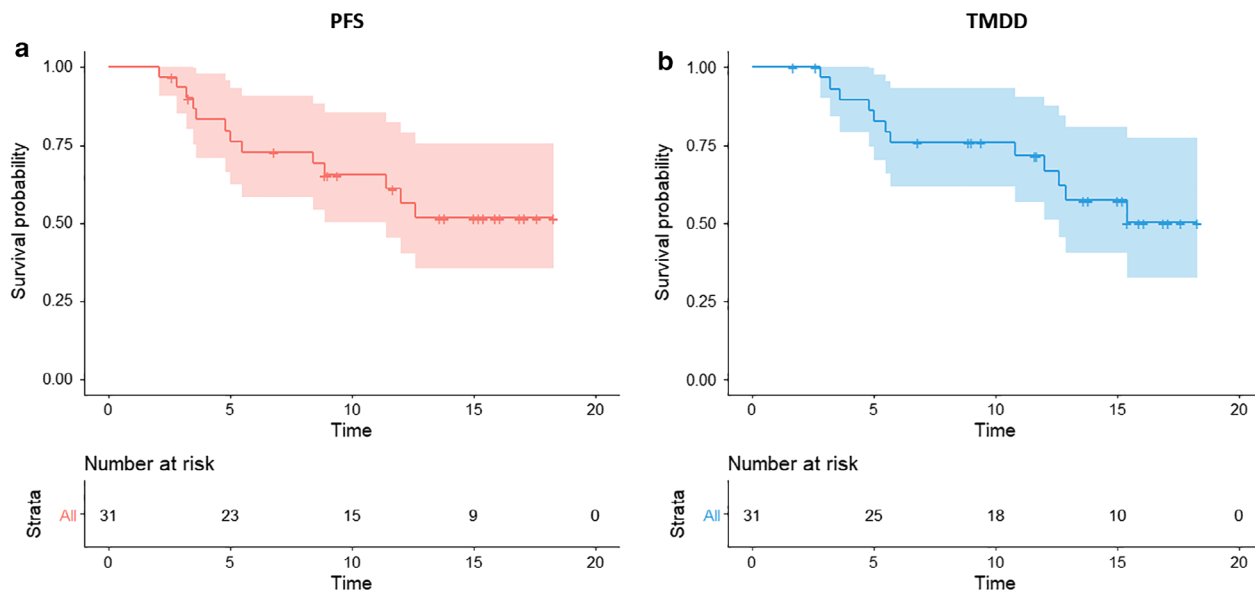 PFS
a
1.00
0.75
0.50
0.25
0.00
Survival probability
0 5 10 15 20
Time
Number at risk
Strata
All 31 23 15 9 0
0 5 10 15 20
Time
TMDD
b
1.00
0.75
0.50
0.25
0.00
Survival probability
0 5 10 15 20
Time
Number at risk
Strata
All 31 25 18 10 0
0 5 10 15 20
Time